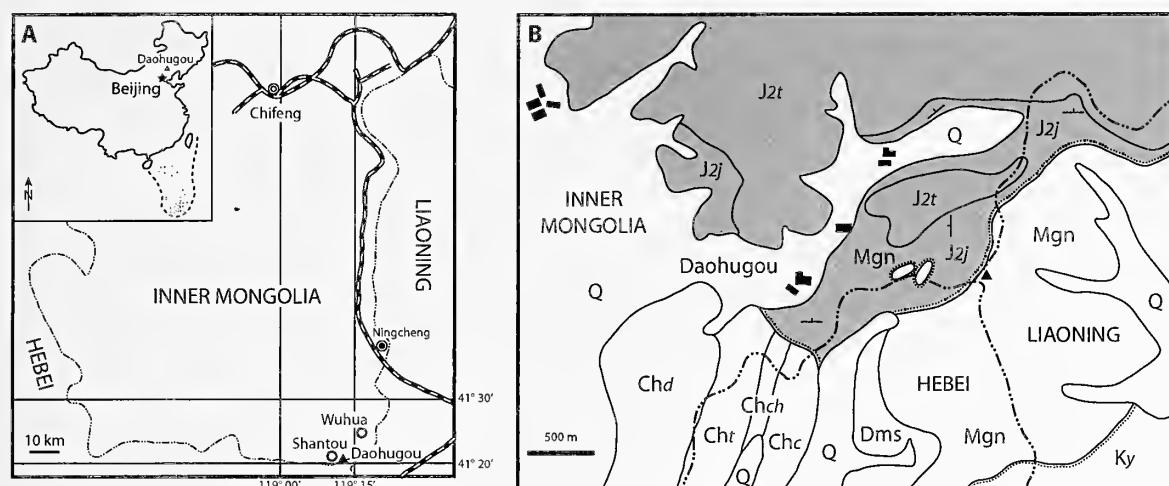 A
Daohugou
Beijing
N
Chifeng
LIAONING
INNER MONGOLIA
HEBEI
Ningcheng
41° 30'
Wuhua
Shantou
Daohugou
10 km
41° 20'
119° 00'
119° 15'
B
J2t
Q
J2j
J2j
INNER
MONGOLIA
J2t
Mgn
Mgn
J2j
Daohugou
Q
Q
LIAONING
Chd
HEBEI
Chch
500 m
Cht
Chc
Dms
Mgn
Q
Q
Ky